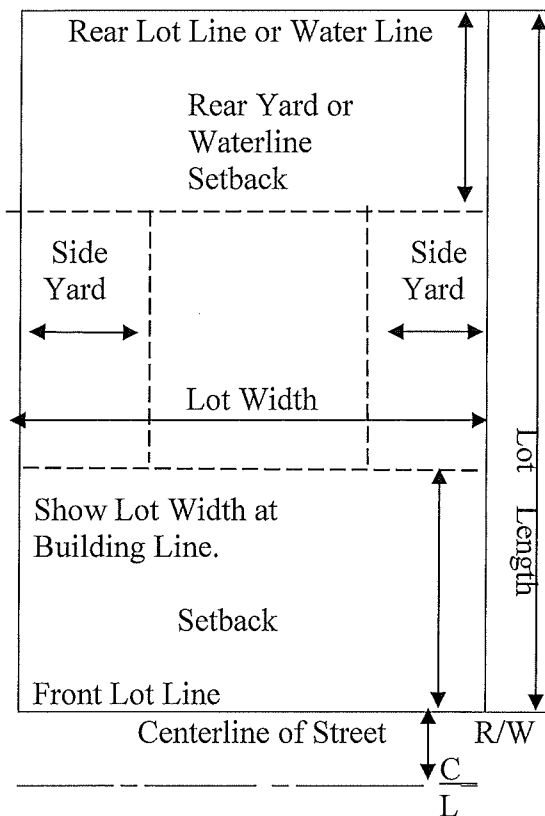 Rear Lot Line or Water Line
Rear Yard or
Waterline
Setback
Side
Yard
Side
Yard
Lot Width
Lot Length
Show Lot Width at
Building Line.
Setback
Front Lot Line
Centerline of Street
R/W
C
L